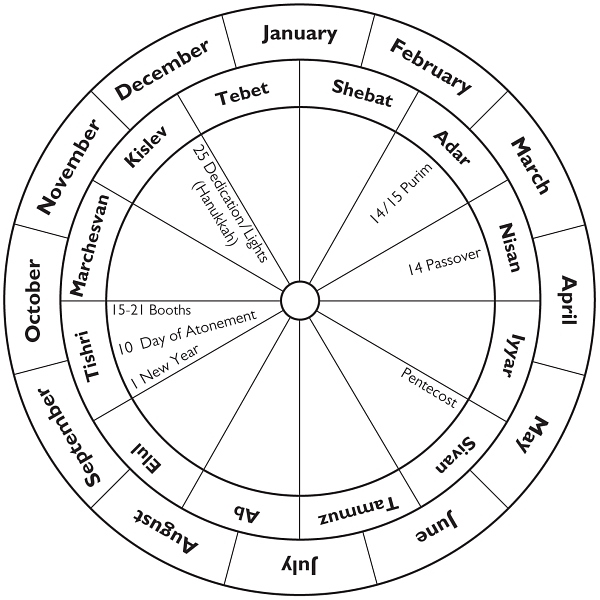 January
February
March
April
May
June
July
August
September
October
November
December
Tebet
Shebat
Adar
Nisan
Iyyar
Sivan
Tammuz
Ab
Elul
Tishri
Marchesvan
Kislev
25 Dedication/Lights
(Hanukkah)
14/15 Purim
14 Passover
Pentecost
15-21 Booths
10 Day of Atonement
1 New Year